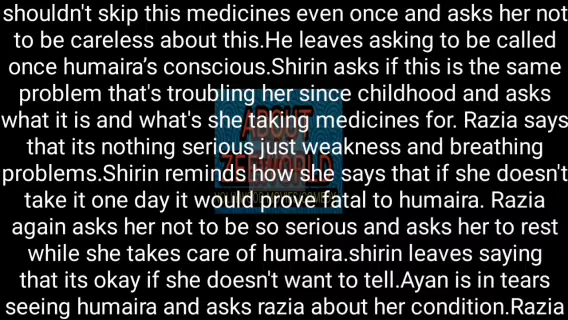 shouldn't skip this medicines even once and asks her not
to be careless about this.He leaves asking to be called
once humaira’s conscious.Shirin asks if this is the same
problem that's troubling her since childhood and asks
what it is and what's she taking medicines for. Razia says
that its nothing serious just weakness and breathing
problems.Shirin reminds how she says that if she doesn't
take it one day it would prove fatal to humaira. Razia
again asks her not to be so serious and asks her to rest
while she takes care of humaira.shirin leaves saying
that its okay if she doesn't want to tell.Ayan is in tears
seeing humaira and asks razia about her condition.Razia
ABOUT
ZEEWORLD